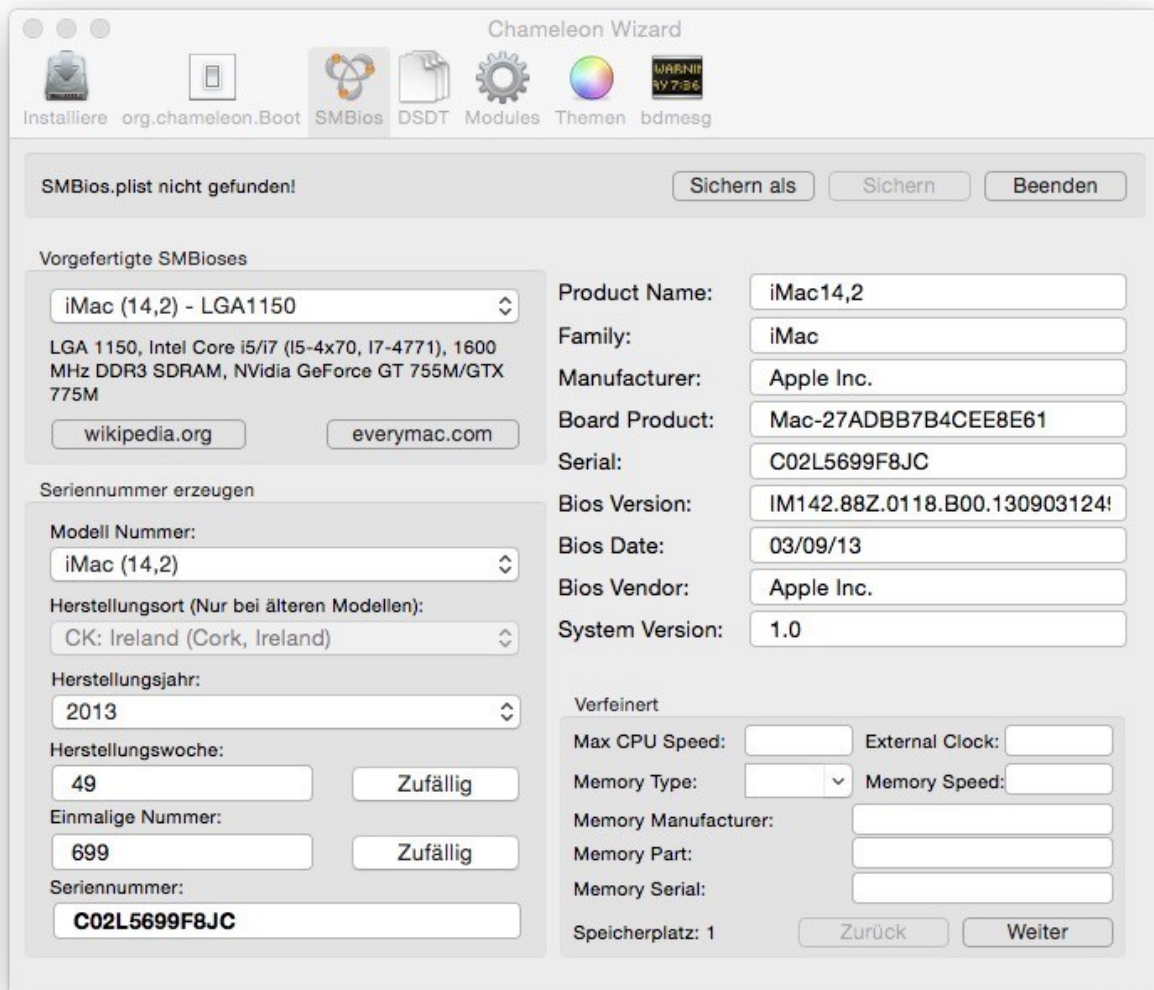 Chameleon Wizard
WARNIN
AY 7:86
Installiere org.chameleon.Boot SMBios DSDT Modules Themen bdmesg
SMBios.plist nicht gefunden!
Sichern als
Sichern
Beenden
Vorgefertigte SMBioses
iMac (14,2) - LGA1150
LGA 1150, Intel Core i5/i7 (I5-4x70, I7-4771), 1600
MHz DDR3 SDRAM, NVidia GeForce GT 755M/GTX
775M
wikipedia.org
everymac.com
Seriennummer erzeugen
Modell Nummer:
iMac (14,2)
Herstellungsort (Nur bei älteren Modellen):
CK: Ireland (Cork, Ireland)
Herstellungsjahr:
2013
Herstellungswoche:
49
Zufällig
Einmalige Nummer:
699
Zufällig
Seriennummer:
C02L5699F8JC
Product Name: iMac14,2
Family: iMac
Manufacturer: Apple Inc.
Board Product: Mac-27ADBB7B4CEE8E61
Serial: C02L5699F8JC
Bios Version: IM142.88Z.0118.B00.130903124
Bios Date: 03/09/13
Bios Vendor: Apple Inc.
System Version: 1.0
Verfeinert
Max CPU Speed: External Clock:
Memory Type: Memory Speed:
Memory Manufacturer:
Memory Part:
Memory Serial:
Speicherplatz: 1 Zurück Weiter